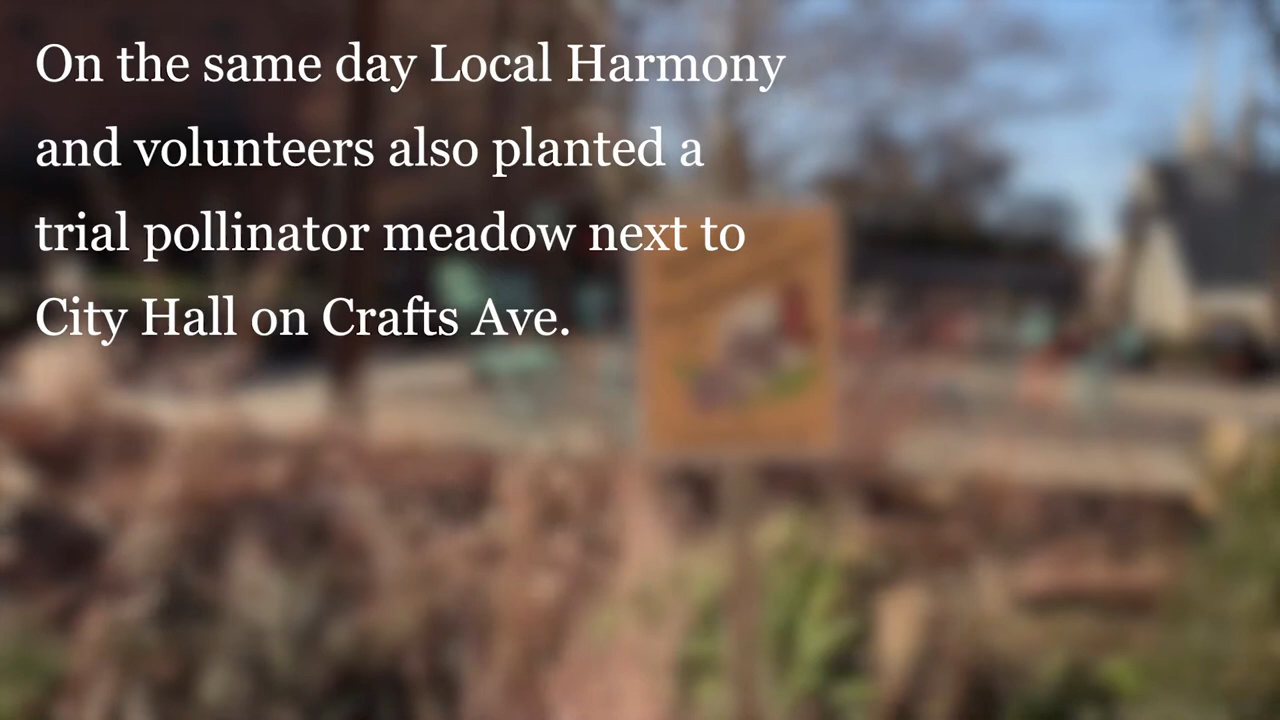 On the same day Local Harmony
and volunteers also planted a
trial pollinator meadow next to
City Hall on Crafts Ave.